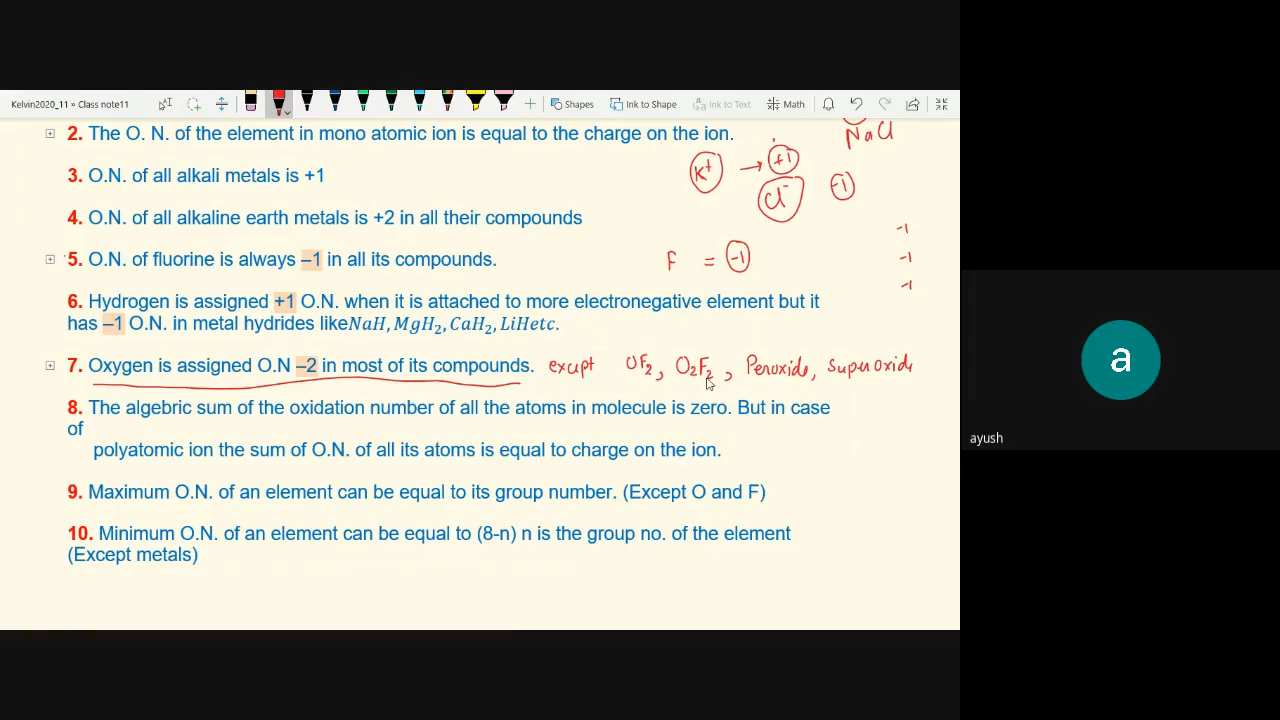 Kelvin2020_11 » Class note11
Shapes
Ink to Shape
Ink to Text
Math
2. The O. N. of the element in mono atomic ion is equal to the charge on the ion.
NaCl
K+ → +1
Cl- -1
3. O.N. of all alkali metals is +1
4. O.N. of all alkaline earth metals is +2 in all their compounds
-1
5. O.N. of fluorine is always –1 in all its compounds.
F = -1
-1
-1
6. Hydrogen is assigned +1 O.N. when it is attached to more electronegative element but it
has –1 O.N. in metal hydrides likeNaH, MgH2, CaH2, LiHetc.
7. Oxygen is assigned O.N –2 in most of its compounds. except OF2, O2F2, Peroxide, Superoxide
8. The algebric sum of the oxidation number of all the atoms in molecule is zero. But in case
of
polyatomic ion the sum of O.N. of all its atoms is equal to charge on the ion.
9. Maximum O.N. of an element can be equal to its group number. (Except O and F)
10. Minimum O.N. of an element can be equal to (8-n) n is the group no. of the element
(Except metals)
a
ayush